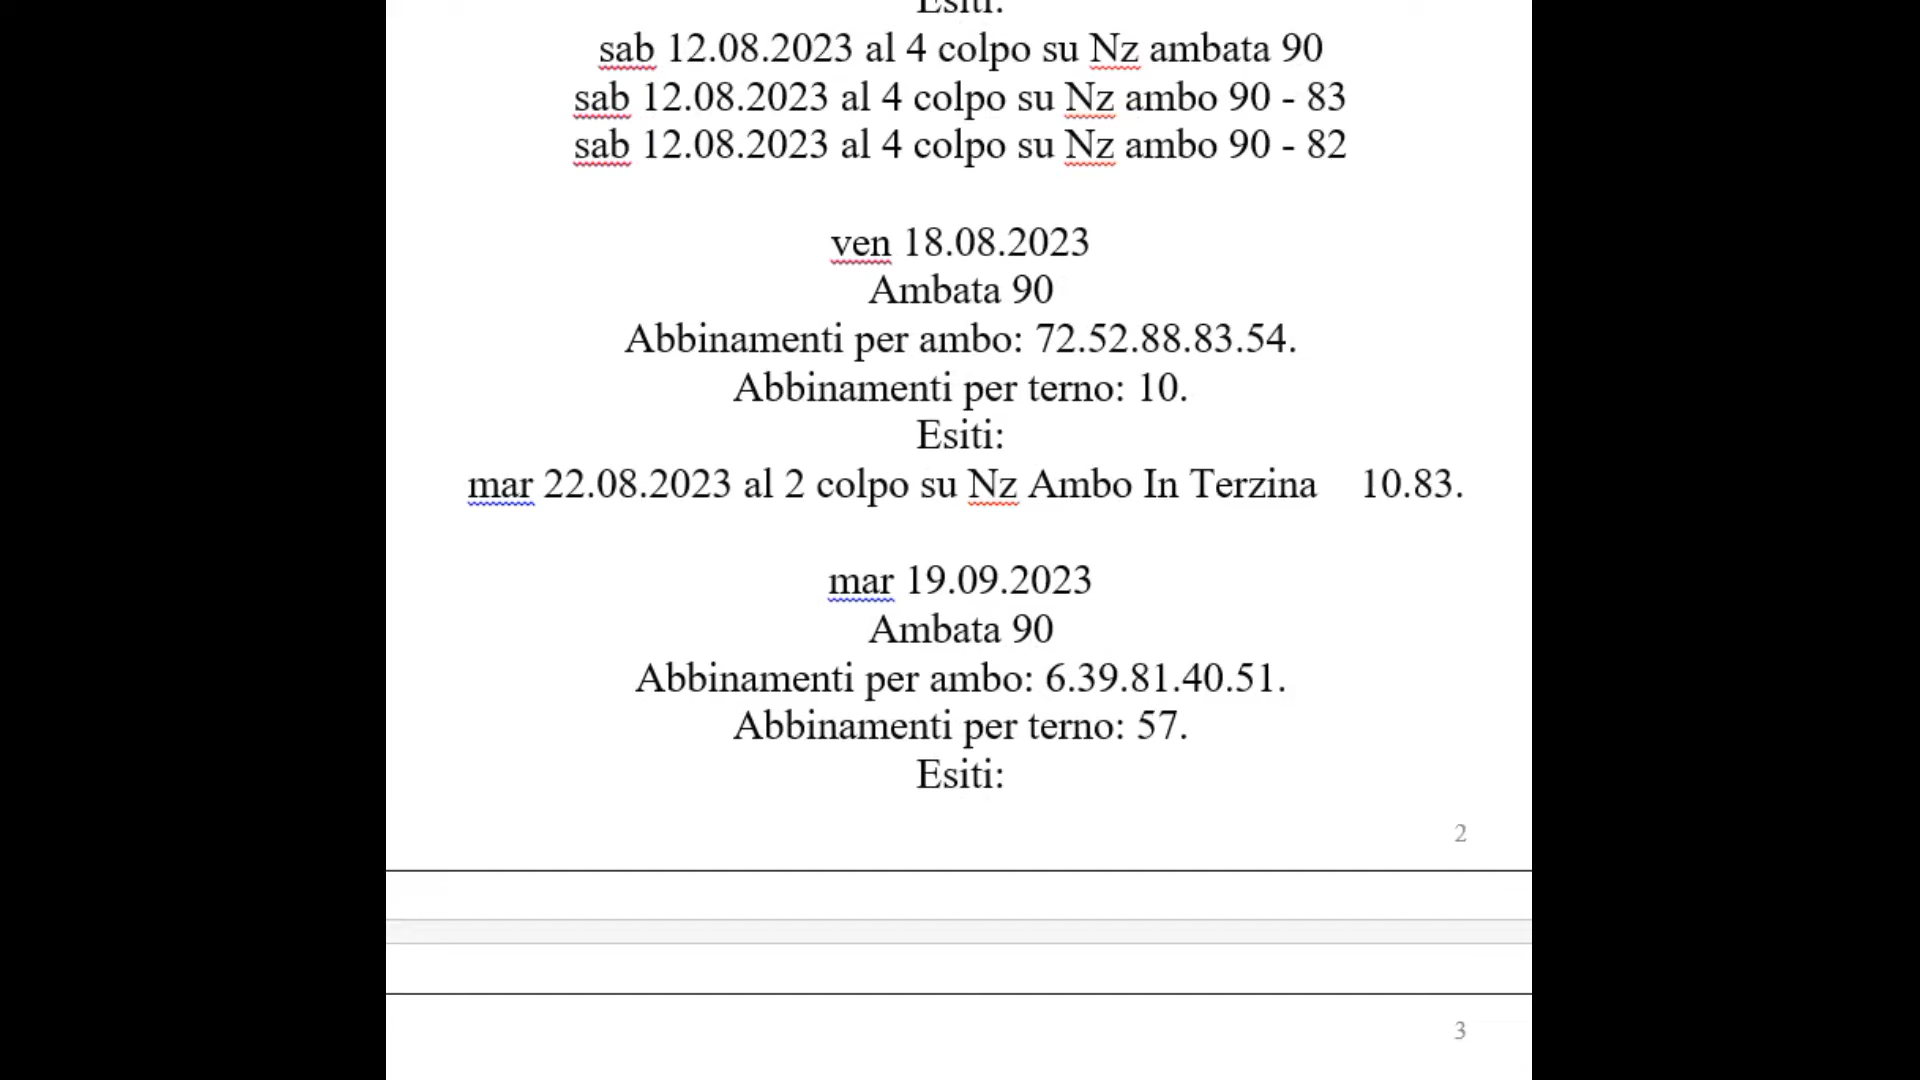 Esiti:
sab 12.08.2023 al 4 colpo su Nz ambata 90
sab 12.08.2023 al 4 colpo su Nz ambo 90 - 83
sab 12.08.2023 al 4 colpo su Nz ambo 90 - 82
ven 18.08.2023
Ambata 90
Abbinamenti per ambo: 72.52.88.83.54.
Abbinamenti per terno: 10.
Esiti:
mar 22.08.2023 al 2 colpo su Nz Ambo In Terzina 10.83.
mar 19.09.2023
Ambata 90
Abbinamenti per ambo: 6.39.81.40.51.
Abbinamenti per terno: 57.
Esiti:
2
3